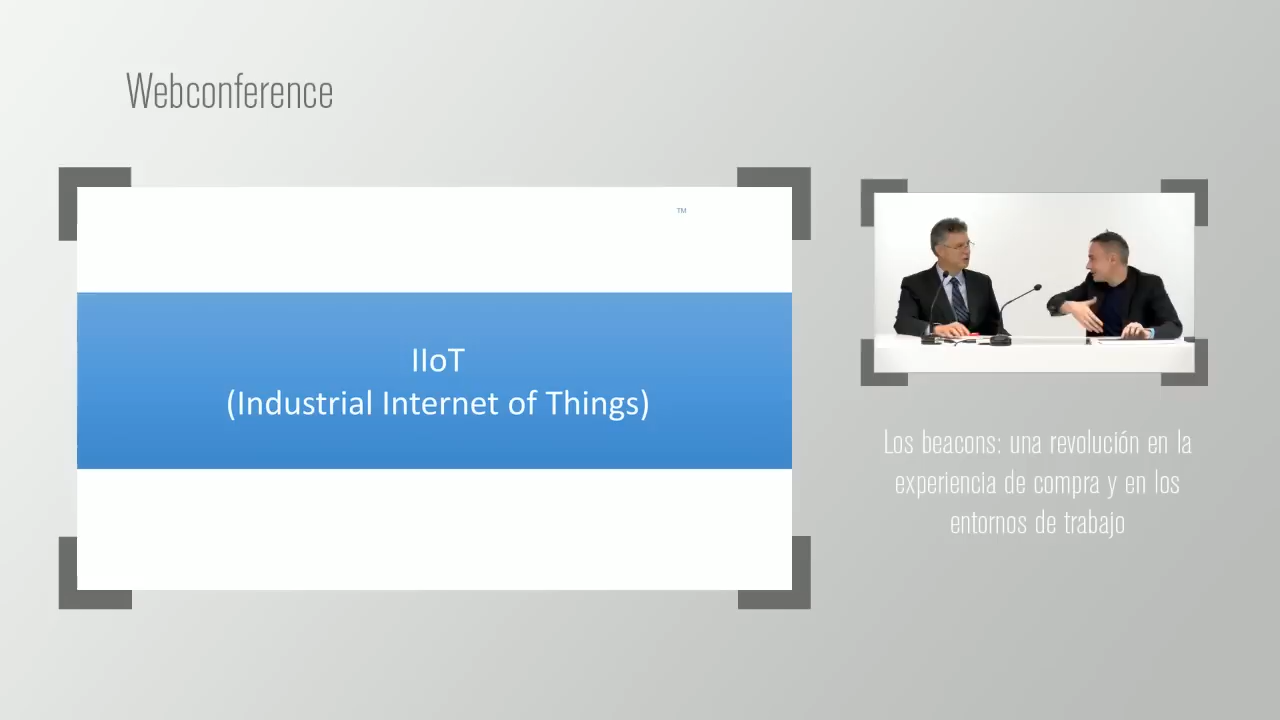 Webconference
TM
IIoT
(Industrial Internet of Things)
Los beacons: una revolución en la
experiencia de compra y en los
entornos de trabajo